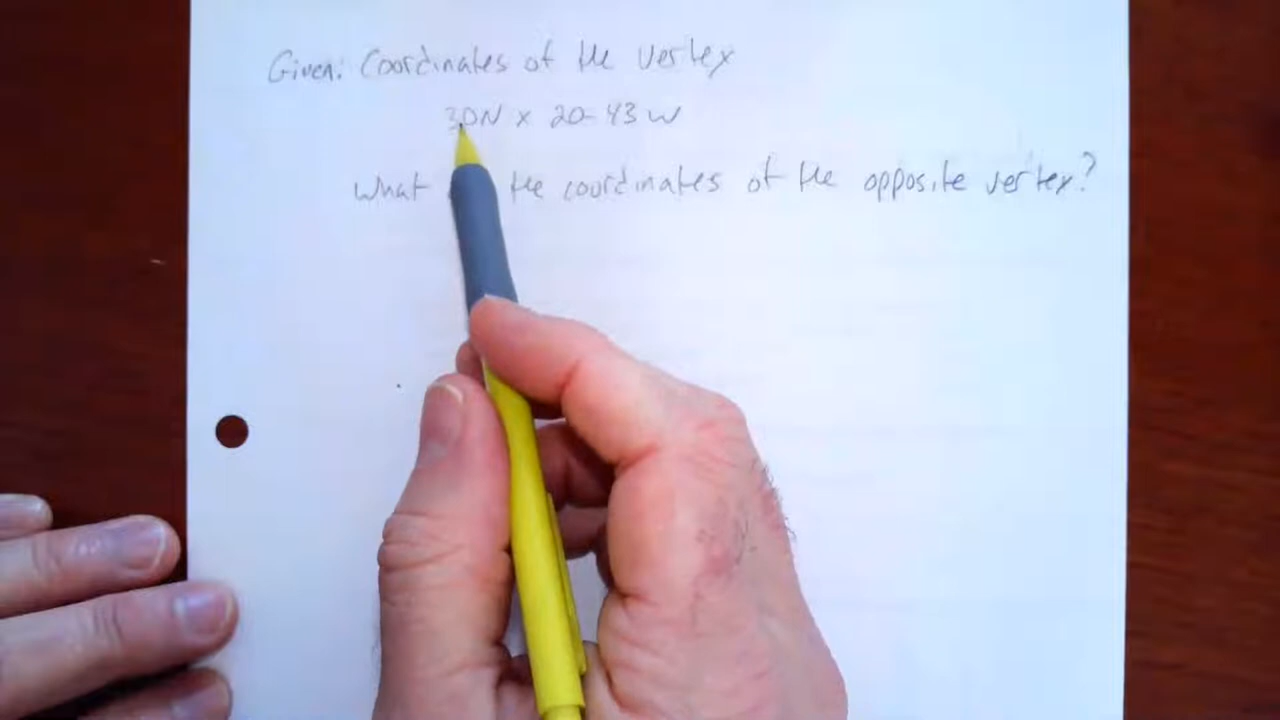 Given: Coordinates of the vertex
30N x 20-43 W
What the coordinates of the opposite vertex?